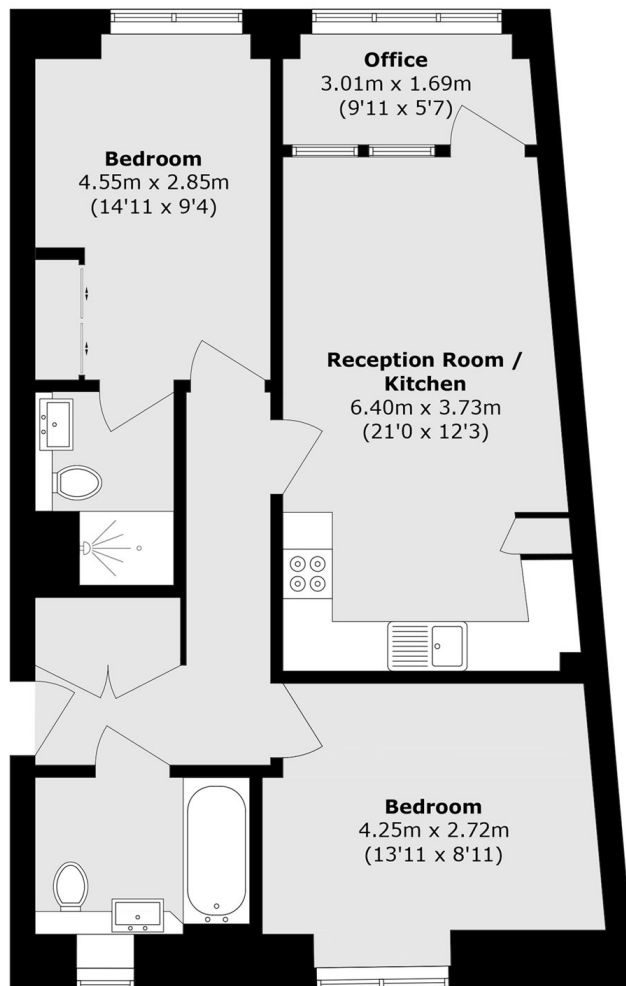 Office
3.01m x 1.69m
(9'11 x 5'7)
Bedroom
4.55m x 2.85m
(14'11 x 9'4)
Reception Room /
Kitchen
6.40m x 3.73m
(21'0 x 12'3)
Bedroom
4.25m x 2.72m
(13'11 x 8'11)